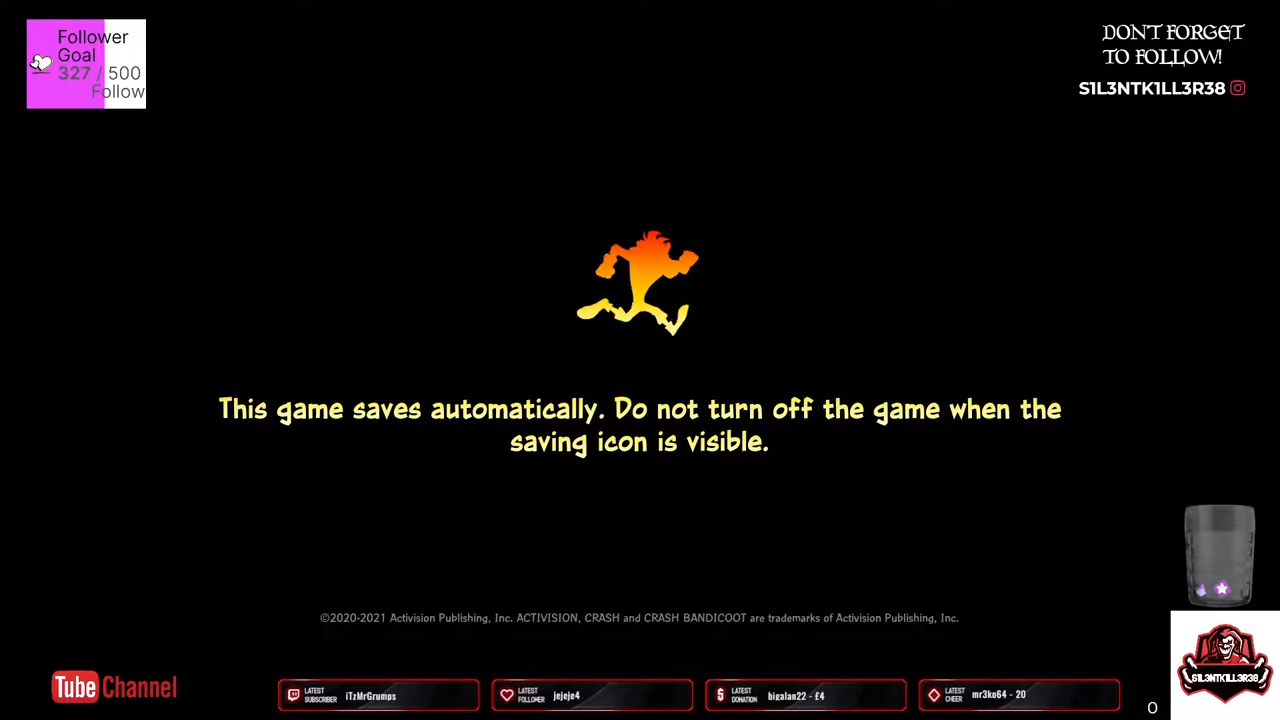 Follower
Goal
327 / 500
Follow
DON'T FORGET
TO FOLLOW!
S1L3NTK1LL3R38
This game saves automatically. Do not turn off the game when the
saving icon is visible.
©2020-2021 Activision Publishing, Inc. ACTIVISION, CRASH and CRASH BANDICOOT are trademarks of Activision Publishing, Inc.
S1L3NTK1LL3R38
Tube Channel
LATEST
SUBSCRIBER
iTzMrGrumps
LATEST
FOLLOWER
jejeje4
LATEST
DONATION
bigalan22 - £4
LATEST
CHEER
mr3ko64 - 20
0